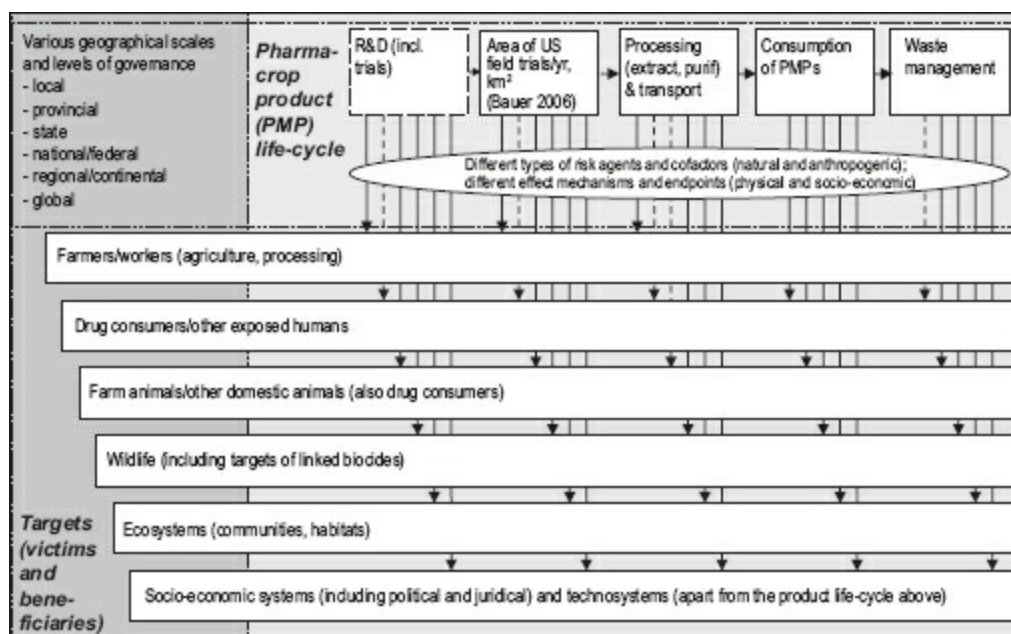 Various geographical scales
and levels of governance
- local
- provincial
- state
- national/federal
- regional/continental
- global
Pharma-
crop
product
(PMP)
life-cycle
R&D (incl.
trials)
Area of US
field trials/yr,
km²
(Bauer 2006)
Processing
(extract, purif)
& transport
Consumption
of PMPs
Waste
management
Different types of risk agents and cofactors (natural and anthropogenic);
different effect mechanisms and endpoints (physical and socio-economic)
Farmers/workers (agriculture, processing)
Drug consumers/other exposed humans
Farm animals/other domestic animals (also drug consumers)
Wildlife (including targets of linked biocides)
Ecosystems (communities, habitats)
Socio-economic systems (including political and juridical) and technosystems (apart from the product life-cycle above)
Targets
(victims
and
bene-
ficiaries)